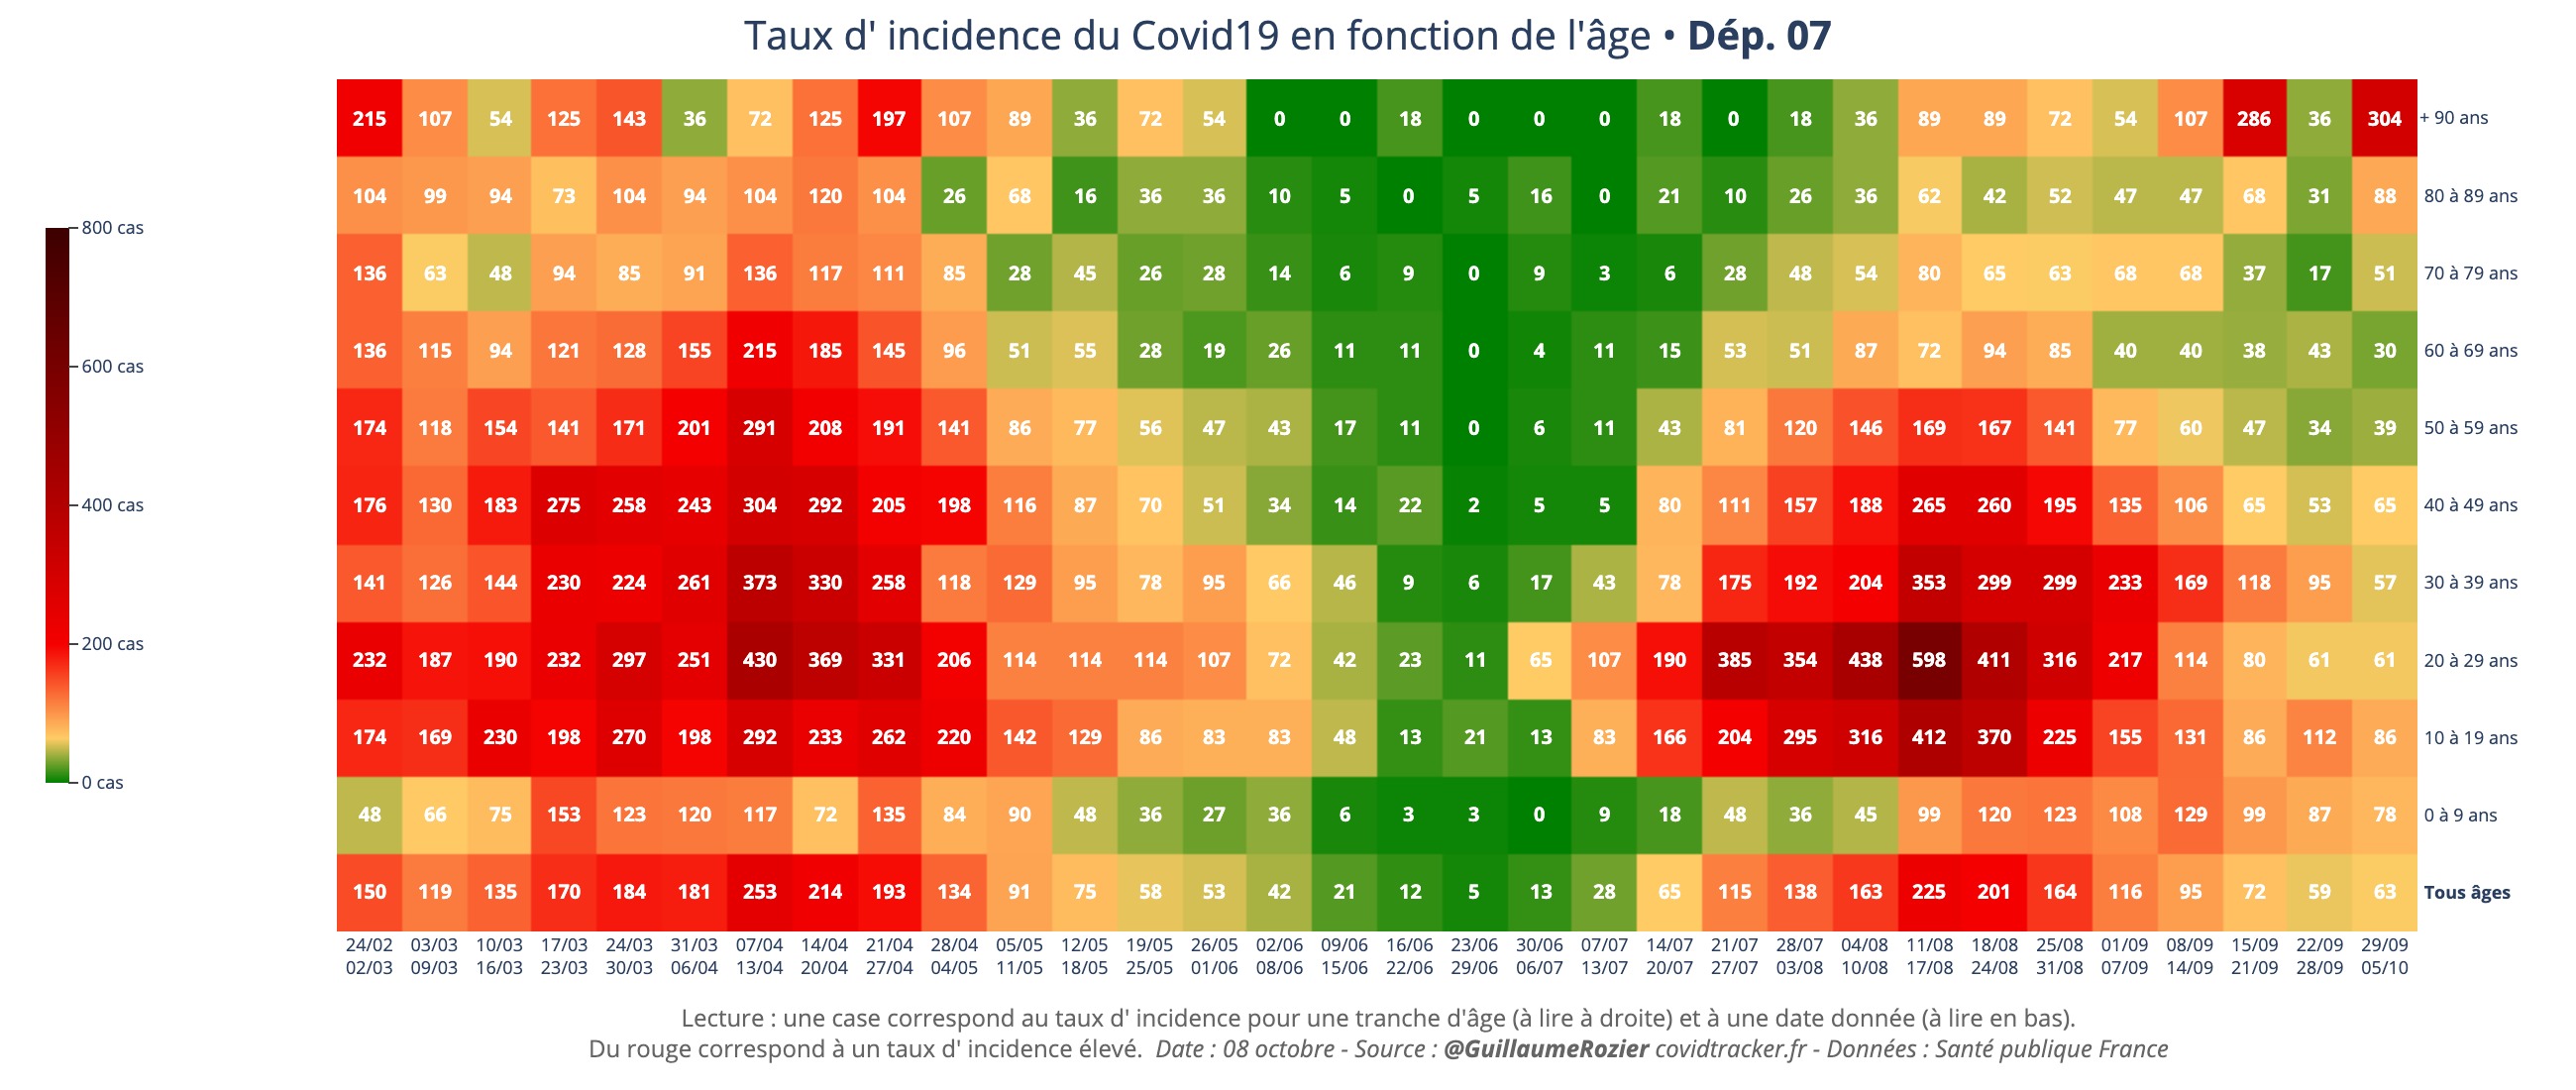 Taux d' incidence du Covid19 en fonction de l'âge • Dép. 07
800 cas
600 cas
400 cas
200 cas
0 cas
215 107 54 125 143 36 72 125 197 107 89 36 72 54 0 0 18 0 0 0 18 0 18 36 89 89 72 54 107 286 36 304 + 90 ans
104 99 94 73 104 94 104 120 104 26 68 16 36 36 10 5 0 5 16 0 21 10 26 36 62 42 52 47 47 68 31 88 80 à 89 ans
136 63 48 94 85 91 136 117 111 85 28 45 26 28 14 6 9 0 9 3 6 28 48 54 80 65 63 68 68 37 17 51 70 à 79 ans
136 115 94 121 128 155 215 185 145 96 51 55 28 19 26 11 11 0 4 11 15 53 51 87 72 94 85 40 40 38 43 30 60 à 69 ans
174 118 154 141 171 201 291 208 191 141 86 77 56 47 43 17 11 0 6 11 43 81 120 146 169 167 141 77 60 47 34 39 50 à 59 ans
176 130 183 275 258 243 304 292 205 198 116 87 70 51 34 14 22 2 5 5 80 111 157 188 265 260 195 135 106 65 53 65 40 à 49 ans
141 126 144 230 224 261 373 330 258 118 129 95 78 95 66 46 9 6 17 43 78 175 192 204 353 299 299 233 169 118 95 57 30 à 39 ans
232 187 190 232 297 251 430 369 331 206 114 114 114 107 72 42 23 11 65 107 190 385 354 438 598 411 316 217 114 80 61 61 20 à 29 ans
174 169 230 198 270 198 292 233 262 220 142 129 86 83 83 48 13 21 13 83 166 204 295 316 412 370 225 155 131 86 112 86 10 à 19 ans
48 66 75 153 123 120 117 72 135 84 90 48 36 27 36 6 3 3 0 9 18 48 36 45 99 120 123 108 129 99 87 78 0 à 9 ans
150 119 135 170 184 181 253 214 193 134 91 75 58 53 42 21 12 5 13 28 65 115 138 163 225 201 164 116 95 72 59 63 Tous âges
24/02 03/03 10/03 17/03 24/03 31/03 07/04 14/04 21/04 28/04 05/05 12/05 19/05 26/05 02/06 09/06 16/06 23/06 30/06 07/07 14/07 21/07 28/07 04/08 11/08 18/08 25/08 01/09 08/09 15/09 22/09 29/09
02/03 09/03 16/03 23/03 30/03 06/04 13/04 20/04 27/04 04/05 11/05 18/05 25/05 01/06 08/06 15/06 22/06 29/06 06/07 13/07 20/07 27/07 03/08 10/08 17/08 24/08 31/08 07/09 14/09 21/09 28/09 05/10
Lecture : une case correspond au taux d' incidence pour une tranche d'âge (à lire à droite) et à une date donnée (à lire en bas).
Du rouge correspond à un taux d' incidence élevé. Date : 08 octobre - Source : @GuillaumeRozier covidtracker.fr - Données : Santé publique France